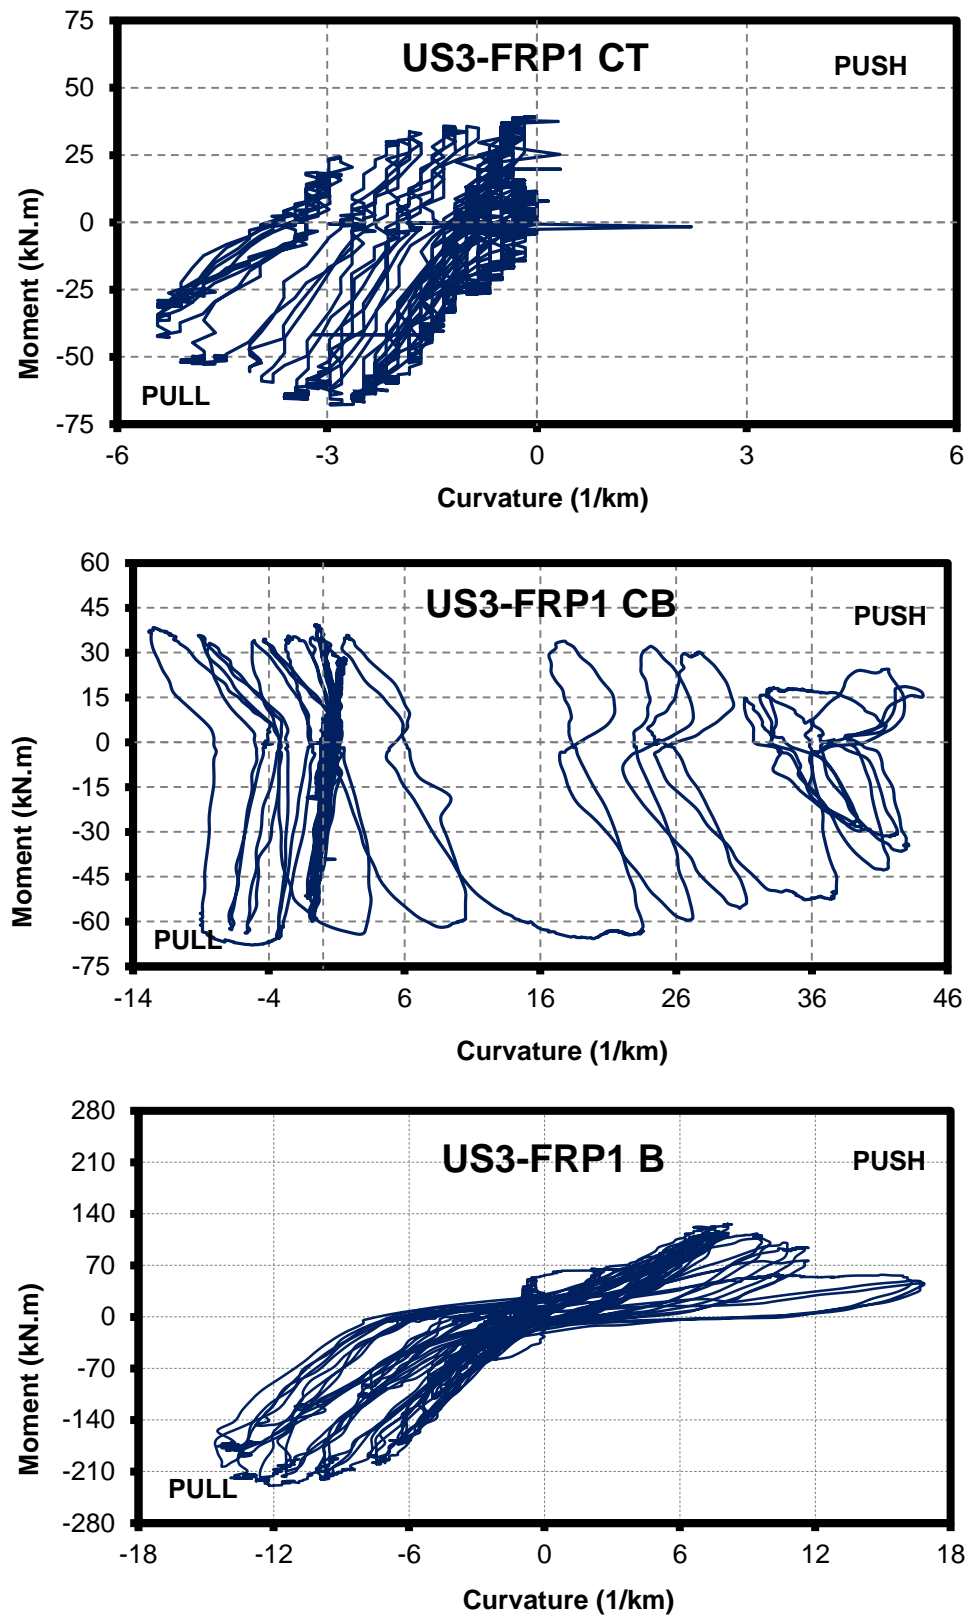 75
US3-FRP1 CT
PUSH
50
25
0
-25
-50
PULL
-75
Moment (kN.m)
-6 -3 0 3 6
Curvature (1/km)
60
US3-FRP1 CB
PUSH
45
30
15
0
-15
-30
-45
-60
PULL
-75
Moment (kN.m)
-14 -4 6 16 26 36 46
Curvature (1/km)
280
US3-FRP1 B
PUSH
210
140
70
0
-70
-140
-210
PULL
-280
Moment (kN.m)
-18 -12 -6 0 6 12 18
Curvature (1/km)